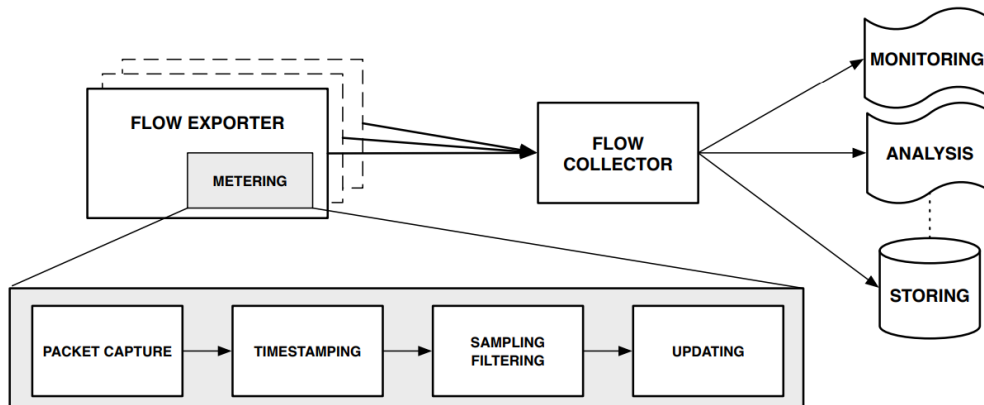 FLOW EXPORTER
METERING
FLOW
COLLECTOR
MONITORING
ANALYSIS
STORING
PACKET CAPTURE
TIMESTAMPING
SAMPLING
FILTERING
UPDATING